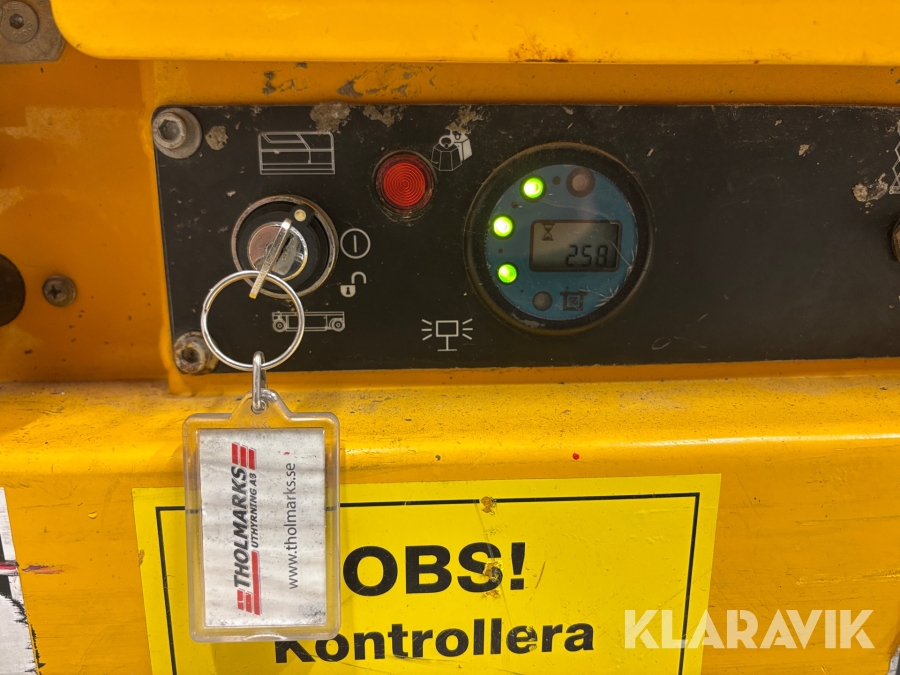 258
THOLMARKS
UTHYRNING AB
www.tholmarks.se
OBS!
Kontrollera
KLARAVIK